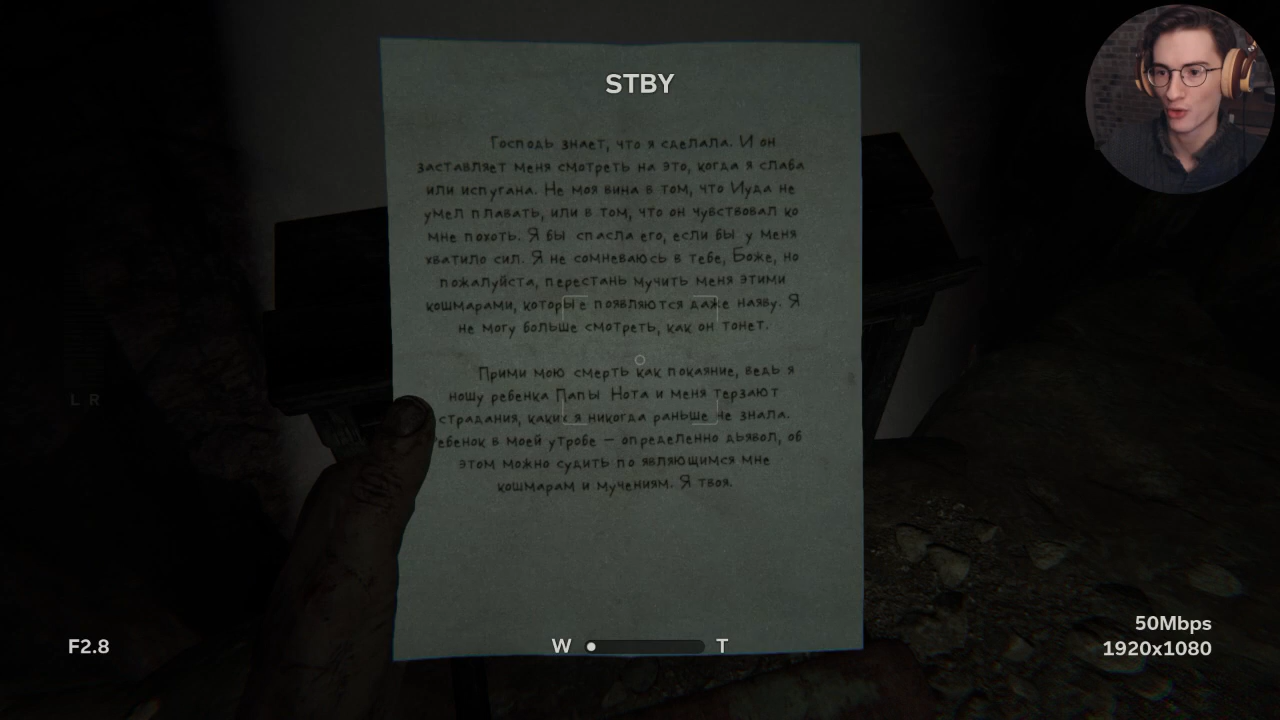 STBY
Господь знает, что я сделала. И он
заставляет меня смотреть на это, когда я слаба
или испугана. Не моя вина в том, что Иуда не
умел плавать, или в том, что он чувствовал ко
мне похоть. Я бы спасла его, если бы у меня
хватило сил. Я не сомневаюсь в тебе, Боже, но
пожалуйста, перестань мучить меня этими
кошмарами, которые появляются даже наяву. Я
не могу больше смотреть, как он тонет.
Прими мою смерть как покаяние, ведь я
ношу ребенка Папы Нота и меня терзают
страдания, каких я никогда раньше не знала.
ебенок в моей утробе — определенно дьявол, об
этом можно судить по являющимся мне
кошмарам и мучениям. Я твоя.
L R
F2.8
W T
50Mbps
1920x1080